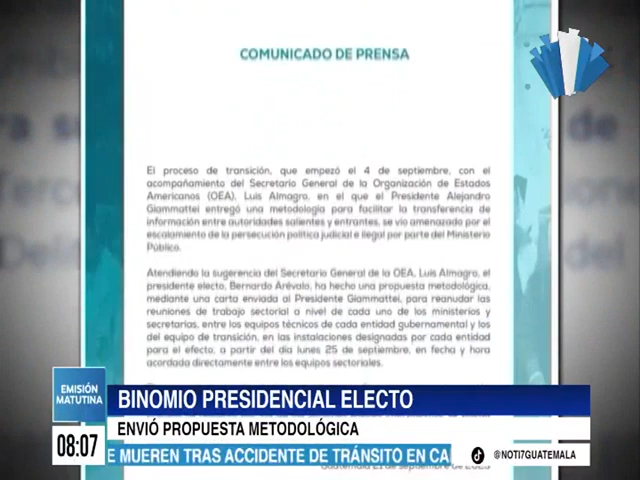 COMUNICADO DE PRENSA
El proceso de transición, que empezó el 4 de septiembre, con el
acompañamiento del Secretario General de la Organización de Estados
Americanos (OEA), Luis Almagro, en el que el Presidente Alejandro
Giammattei entregó una metodología para facilitar la transferencia de
información entre autoridades salientes y entrantes, se vio amenazado por el
escalamiento de la persecución política judicial e ilegal por parte del Ministerio
Público.
Atendiendo la sugerencia del Secretario General de la OEA, Luis Almagro, el
presidente electo, Bernardo Arévalo, ha hecho una propuesta metodológica,
mediante una carta enviada al Presidente Giammattei, para reanudar las
reuniones de trabajo sectorial a nivel de cada uno de los ministerios y
secretarías, entre los equipos técnicos de cada entidad gubernamental y los
del equipo de transición, en las instalaciones designadas por cada entidad
para el efecto, a partir del día lunes 25 de septiembre, en fecha y hora
acordada directamente entre los equipos sectoriales.
EMISIÓN
MATUTINA
BINOMIO PRESIDENCIAL ELECTO
ENVIÓ PROPUESTA METODOLÓGICA
08:07
E MUEREN TRAS ACCIDENTE DE TRÁNSITO EN CA
@NOTI7GUATEMALA